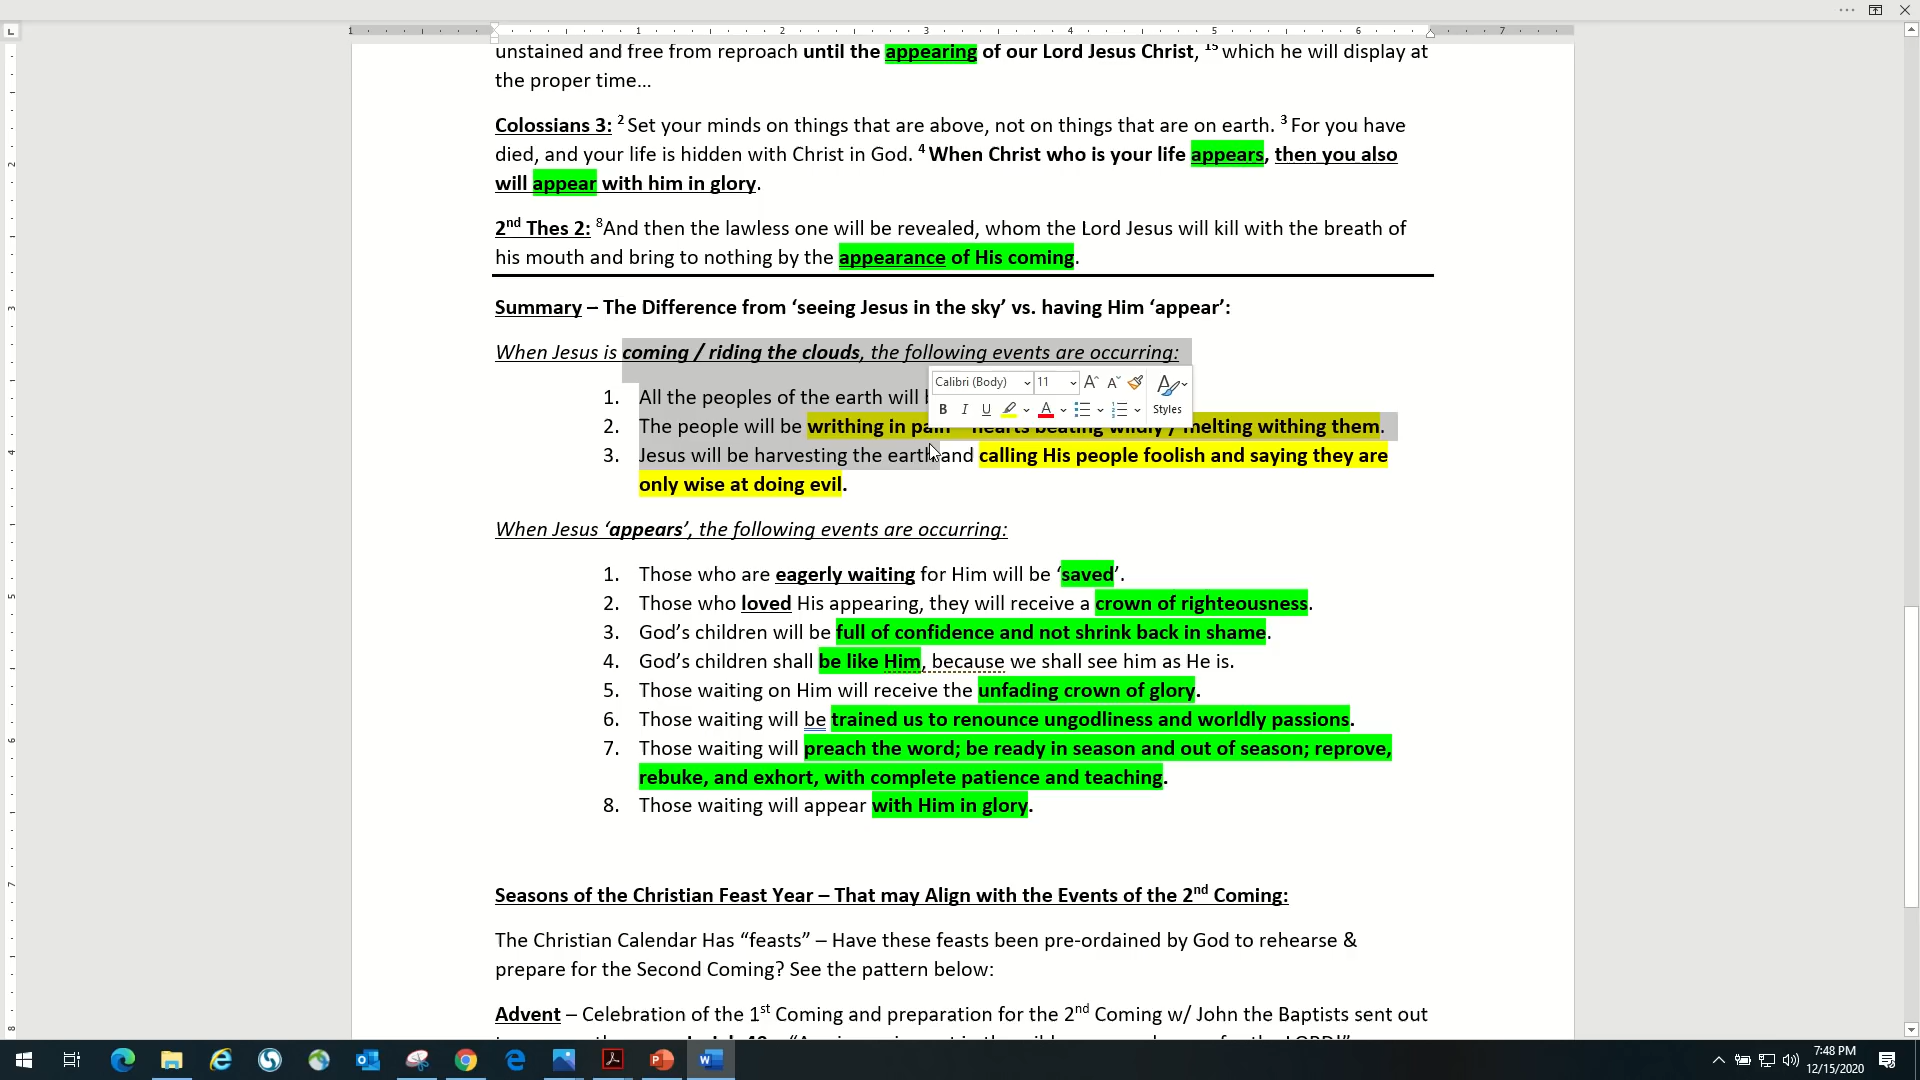 unstained and free from reproach until the appearing of our Lord Jesus Christ, 15 which he will display at
the proper time...
Colossians 3: 2 Set your minds on things that are above, not on things that are on earth. 3 For you have
died, and your life is hidden with Christ in God. 4 When Christ who is your life appears, then you also
will appear with him in glory.
2nd Thes 2: 8And then the lawless one will be revealed, whom the Lord Jesus will kill with the breath of
his mouth and bring to nothing by the appearance of His coming.
Summary – The Difference from ‘seeing Jesus in the sky’ vs. having Him ‘appear’:
When Jesus is coming / riding the clouds, the following events are occurring:
1. All the peoples of the earth will
Calibri (Body) 11
B I U A Styles
2. The people will be writhing in pain – hearts beating wildly / melting withing them.
3. Jesus will be harvesting the earth and calling His people foolish and saying they are
only wise at doing evil.
When Jesus ‘appears’, the following events are occurring:
1. Those who are eagerly waiting for Him will be ‘saved’.
2. Those who loved His appearing, they will receive a crown of righteousness.
3. God’s children will be full of confidence and not shrink back in shame.
4. God’s children shall be like Him, because we shall see him as He is.
5. Those waiting on Him will receive the unfading crown of glory.
6. Those waiting will be trained us to renounce ungodliness and worldly passions.
7. Those waiting will preach the word; be ready in season and out of season; reprove,
rebuke, and exhort, with complete patience and teaching.
8. Those waiting will appear with Him in glory.
Seasons of the Christian Feast Year – That may Align with the Events of the 2nd Coming:
The Christian Calendar Has “feasts” – Have these feasts been pre-ordained by God to rehearse &
prepare for the Second Coming? See the pattern below:
Advent – Celebration of the 1st Coming and preparation for the 2nd Coming w/ John the Baptists sent out
7:48 PM
12/15/2020